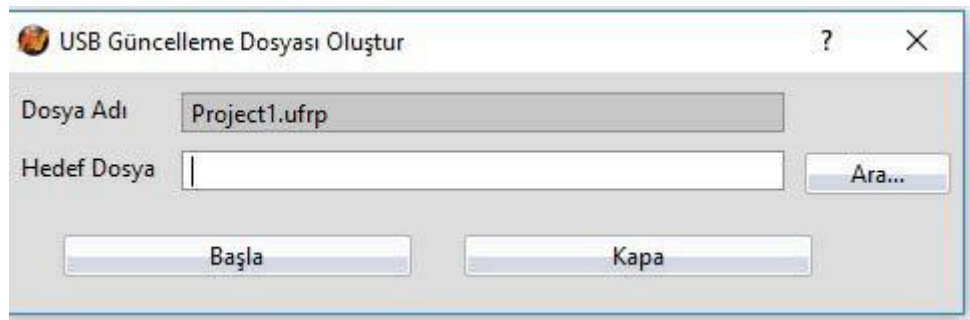 USB Güncelleme Dosyası Oluştur ?
Dosya Adı Project1.ufrp
Hedef Dosya Ara...
Başla Kapa